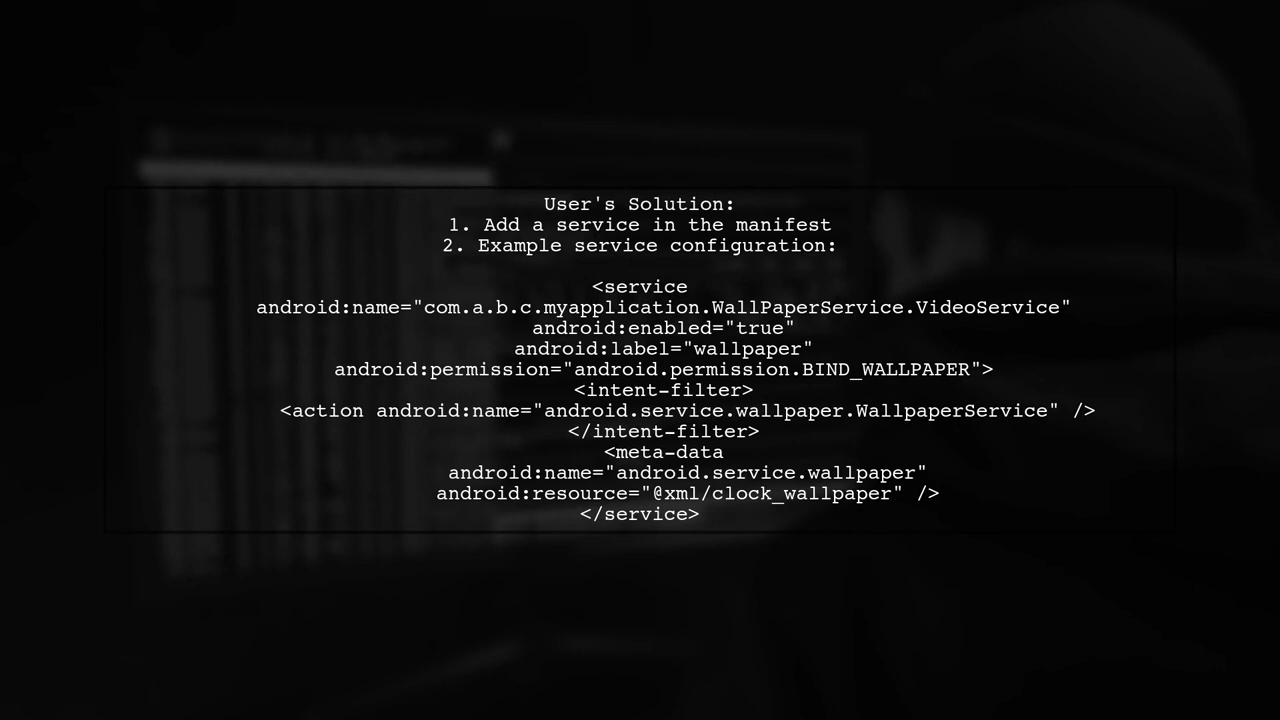 User's Solution:
1. Add a service in the manifest
2. Example service configuration:
<service
android:name="com.a.b.c.myapplication.WallPaperService.VideoService"
android:enabled="true"
android:label="wallpaper"
android:permission="android.permission.BIND_WALLPAPER">
<intent-filter>
<action android:name="android.service.wallpaper.WallpaperService" />
</intent-filter>
<meta-data
android:name="android.service.wallpaper"
android:resource="@xml/clock_wallpaper" />
</service>